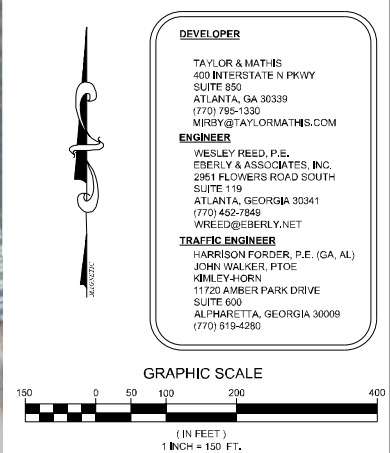 DEVELOPER
TAYLOR & MATHIS
400 INTERSTATE N PKWY
SUITE 850
ATLANTA, GA 30339
(770) 795-1330
MIRBY@TAYLORMATHIS.COM
ENGINEER
WESLEY REED, P.E.
EBERLY & ASSOCIATES, INC.
2951 FLOWERS ROAD SOUTH
SUITE 119
ATLANTA, GEORGIA 30341
(770) 452-7849
WREED@EBERLY.NET
TRAFFIC ENGINEER
HARRISON FORDER, P.E. (GA, AL)
JOHN WALKER, PTOE
KIMLEY-HORN
11720 AMBER PARK DRIVE
SUITE 600
ALPHARETTA, GEORGIA 30009
(770) 619-4280
MAGNETIC
GRAPHIC SCALE
150 0 50 100 200 400
( IN FEET )
1 INCH = 150 FT.